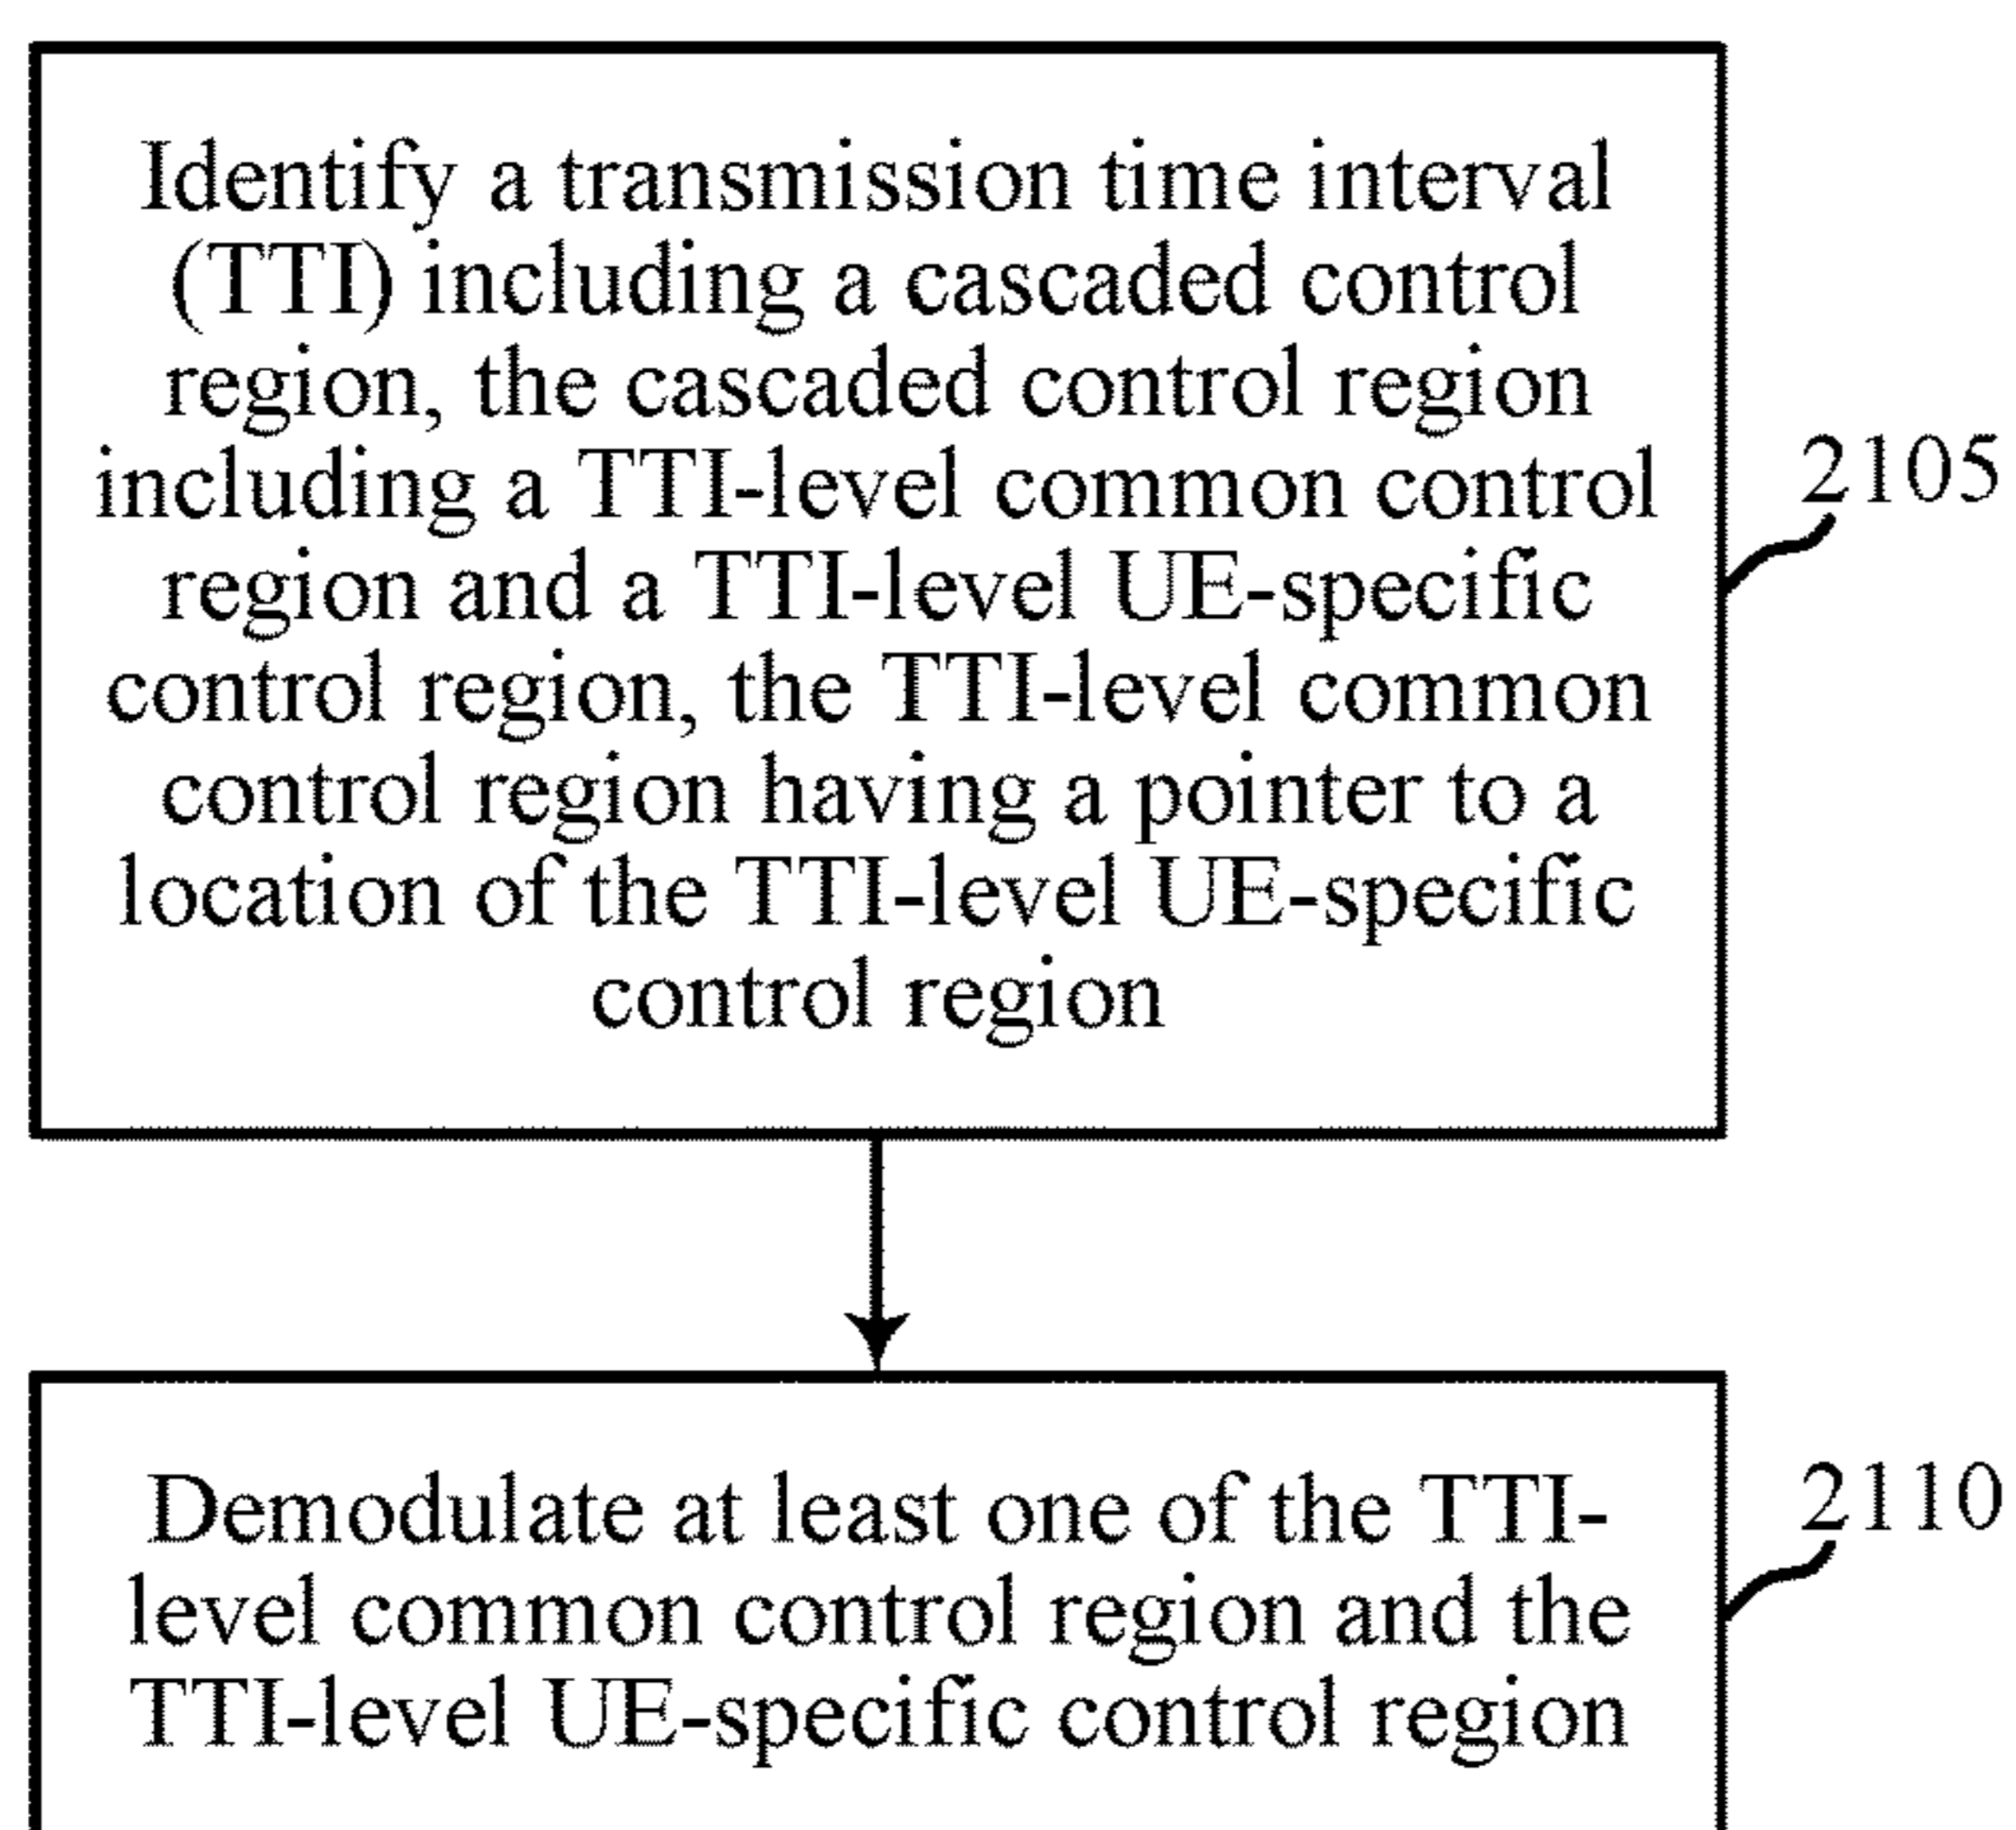 Identify a transmission time interval
(TTI) including a cascaded control
region, the cascaded control region
including a TTI-level common control
region and a TTI-level UE-specific
control region, the TTI-level common
control region having a pointer to a
location of the TTI-level UE-specific
control region
2105
Demodulate at least one of the TTI-
level common control region and the
TTI-level UE-specific control region
2110